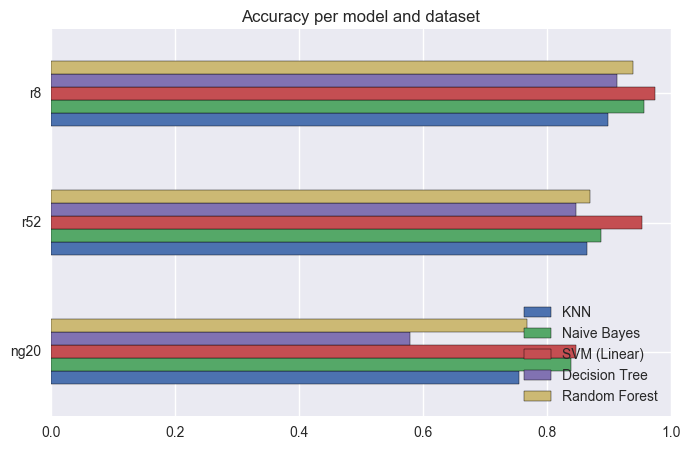 Accuracy per model and dataset
r8
r52
ng20
KNN
Naive Bayes
SVM (Linear)
Decision Tree
Random Forest
0.0 0.2 0.4 0.6 0.8 1.0